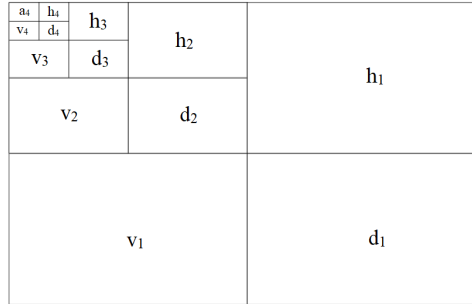 a₄ h₄ h₃ h₂ h₁
v₄ d₄
v₃ d₃
v₂ d₂
v₁ d₁